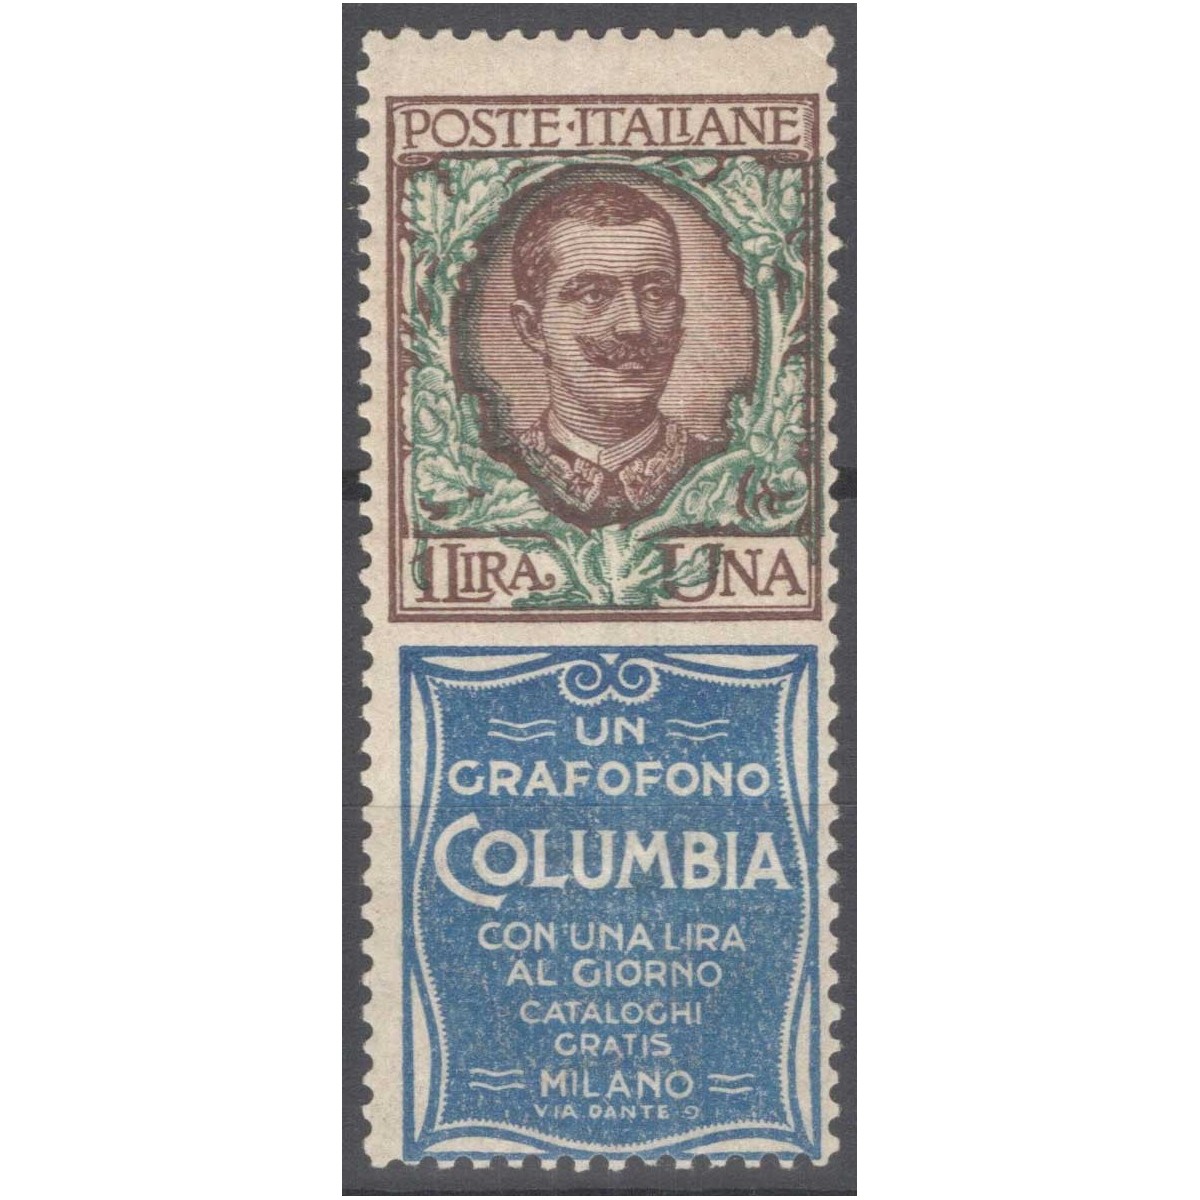 POSTE·ITALIANE
1 LIRA UNA
UN
GRAFOFONO
COLUMBIA
CON UNA LIRA
AL GIORNO
CATALOGHI
GRATIS
MILANO
VIA DANTE 9